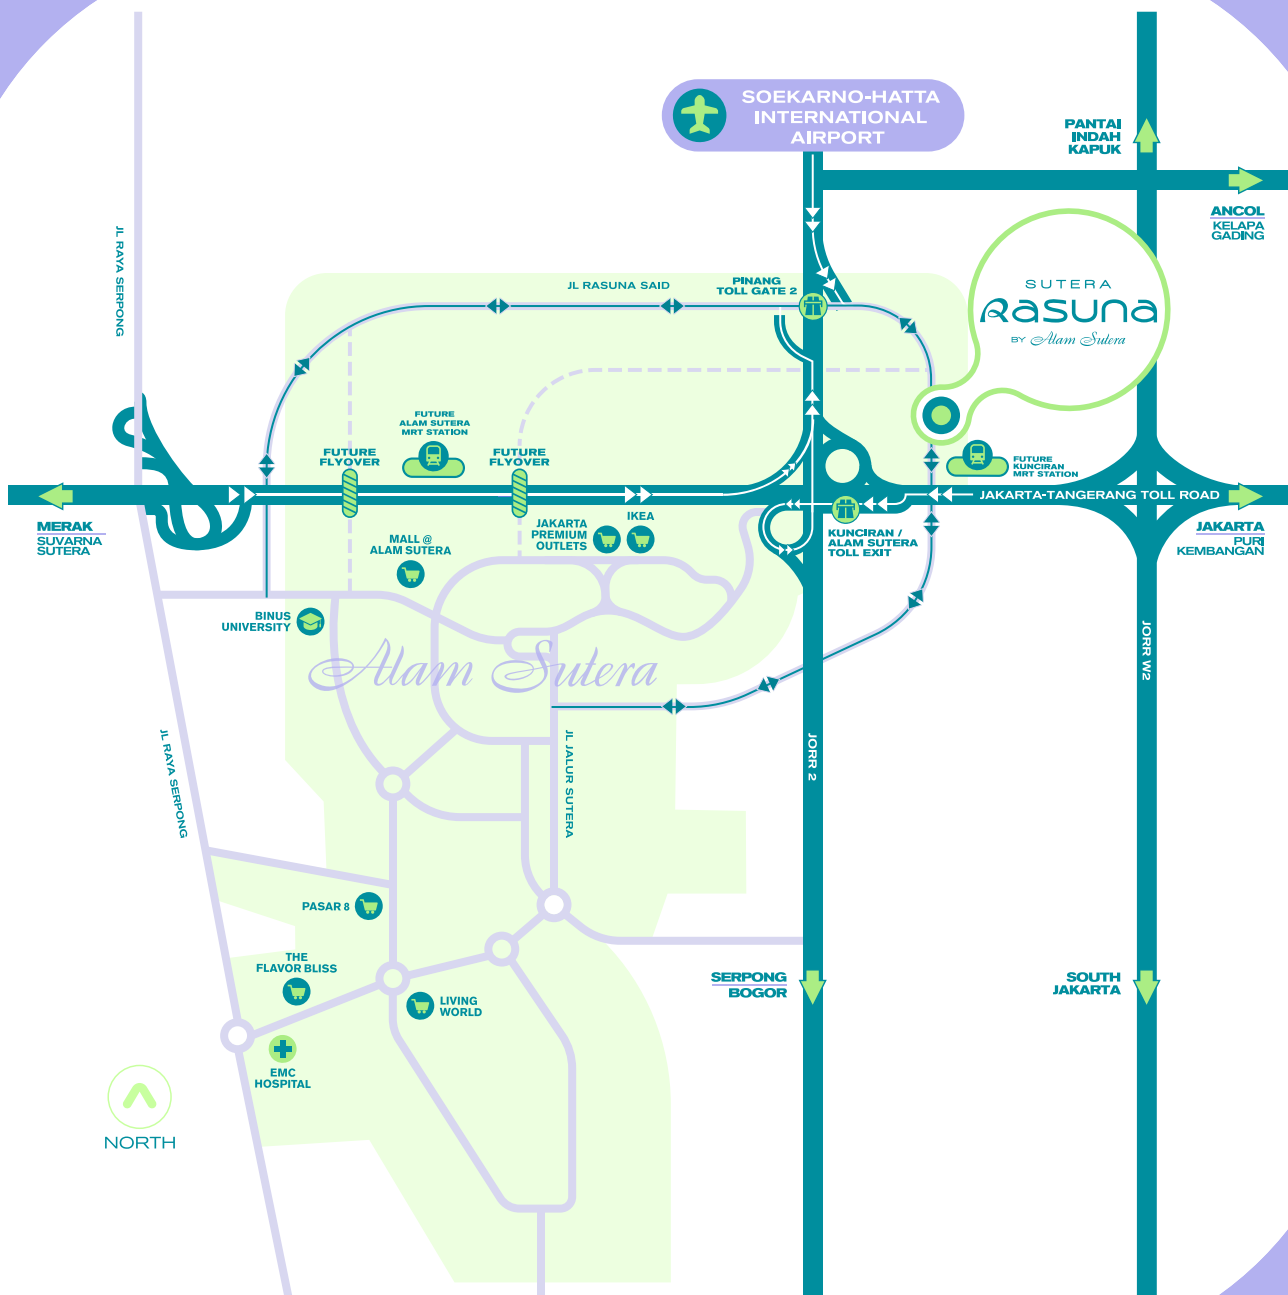 SOEKARNO-HATTA
INTERNATIONAL
AIRPORT
PANTAI
INDAH
KAPUK
ANCOL
KELAPA
GADING
JL RAYA SERPONG
JL RASUNA SAID
PINANG
TOLL GATE 2
SUTERA
Rasuna
BY Alam Sutera
FUTURE
ALAM SUTERA
MRT STATION
FUTURE
FLYOVER
FUTURE
FLYOVER
FUTURE
KUNCIRAN
MRT STATION
JAKARTA-TANGERANG TOLL ROAD
MERAK
SUVARNA
SUTERA
MALL @
ALAM SUTERA
JAKARTA
PREMIUM
OUTLETS
IKEA
KUNCIRAN /
ALAM SUTERA
TOLL EXIT
JAKARTA
PURI
KEMBANGAN
BINUS
UNIVERSITY
Alam Sutera
JORR W2
JL RAYA SERPONG
JL JALUR SUTERA
JORR 2
PASAR 8
THE
FLAVOR BLISS
LIVING
WORLD
SERPONG
BOGOR
SOUTH
JAKARTA
EMC
HOSPITAL
NORTH